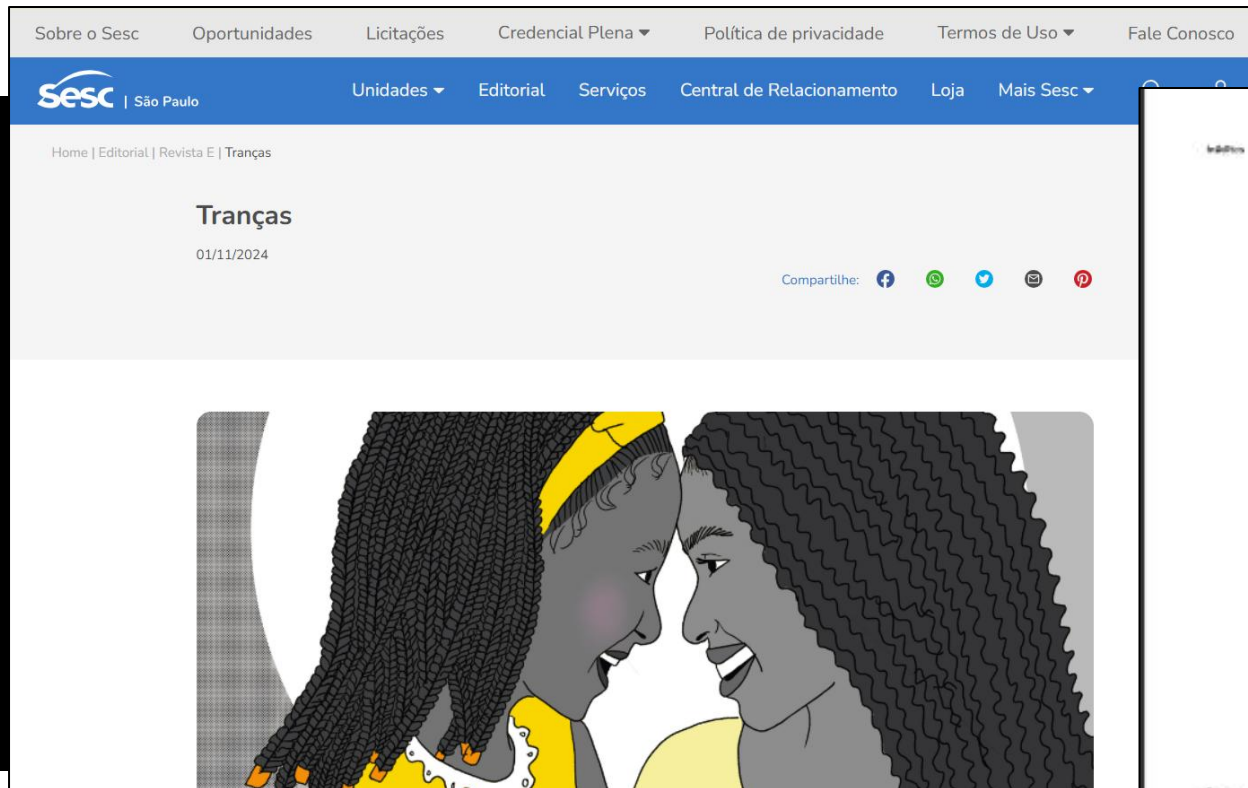 Sobre o Sesc Oportunidades Licitações Credencial Plena Política de privacidade Termos de Uso Fale Conosco
Sesc | São Paulo Unidades Editorial Serviços Central de Relacionamento Loja Mais Sesc
Home | Editorial | Revista E | Tranças
Tranças
01/11/2024
Compartilhe: